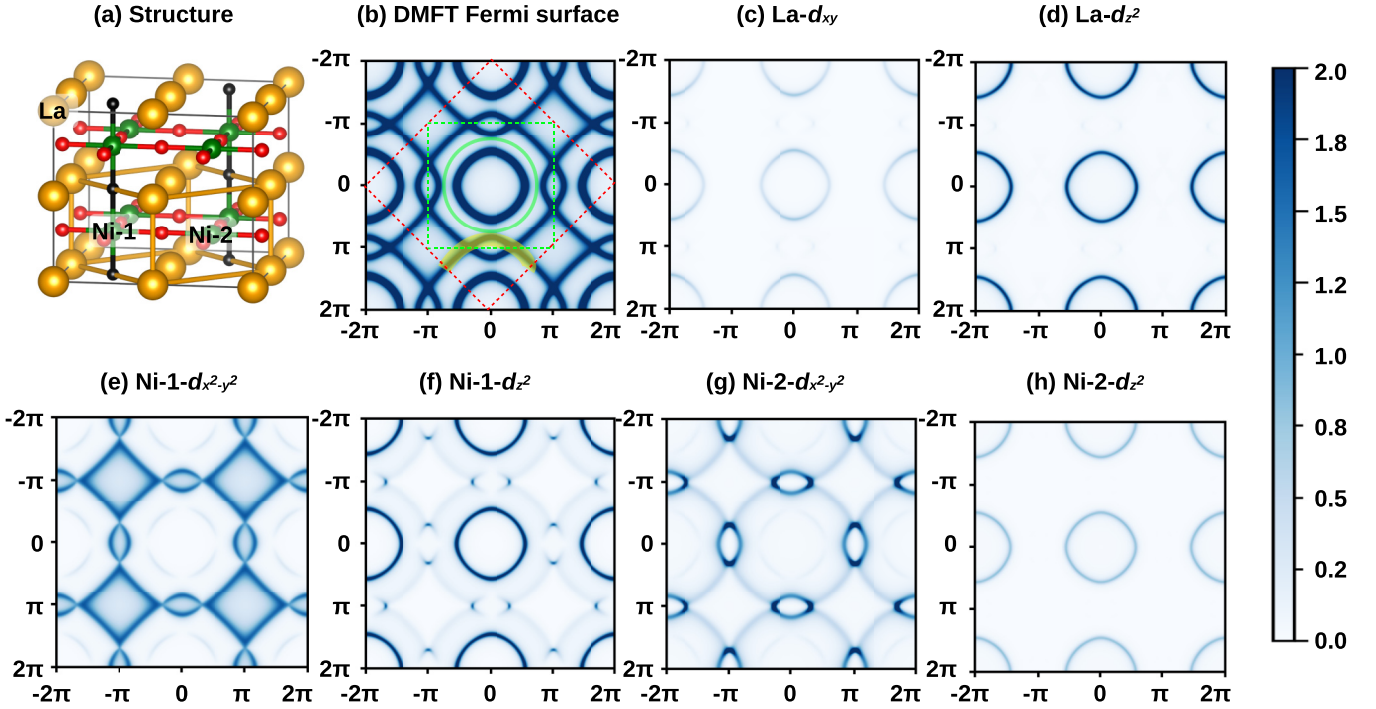 (a) Structure
(b) DMFT Fermi surface
(c) La-dxy
(d) La-dz²
La
Ni-1
Ni-2
-2π
-π
0
π
2π
-2π
-π
0
π
2π
-2π
-π
0
π
2π
-2π
-π
0
π
2π
-2π
-π
0
π
2π
-2π
-π
0
π
2π
2.0
1.8
1.5
1.2
1.0
0.8
0.5
0.2
0.0
(e) Ni-1-dx²-y²
(f) Ni-1-dz²
(g) Ni-2-dx²-y²
(h) Ni-2-dz²
-2π
-π
0
π
2π
-2π
-π
0
π
2π
-2π
-π
0
π
2π
-2π
-π
0
π
2π
-2π
-π
0
π
2π
-2π
-π
0
π
2π
-2π
-π
0
π
2π
-2π
-π
0
π
2π